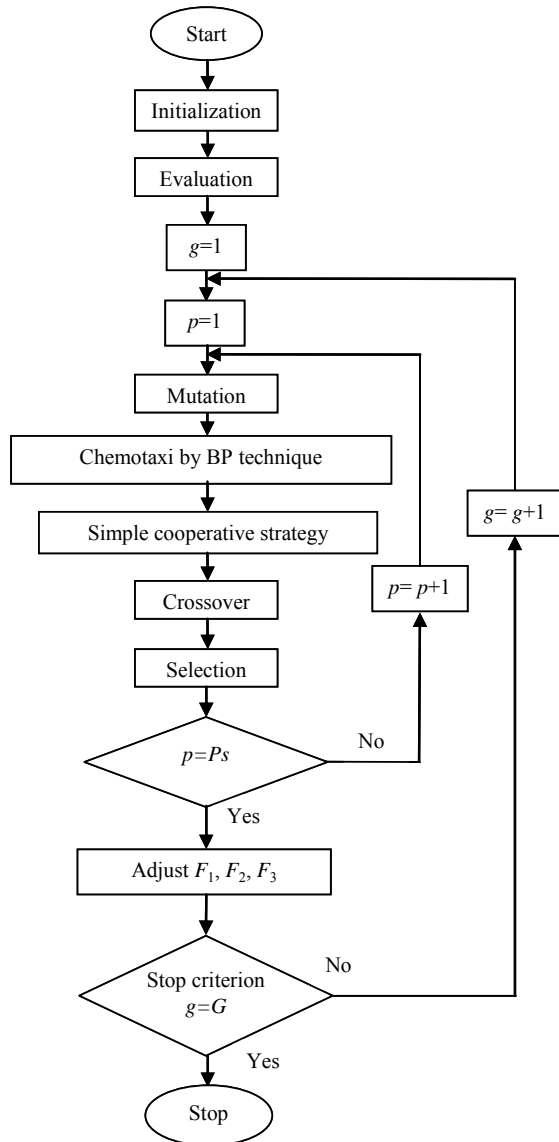 Start
Initialization
Evaluation
g=1
p=1
Mutation
Chemotaxi by BP technique
Simple cooperative strategy
g= g+1
p= p+1
Crossover
Selection
p=Ps
No
Yes
Adjust F1, F2, F3
Stop criterion
g=G
No
Yes
Stop